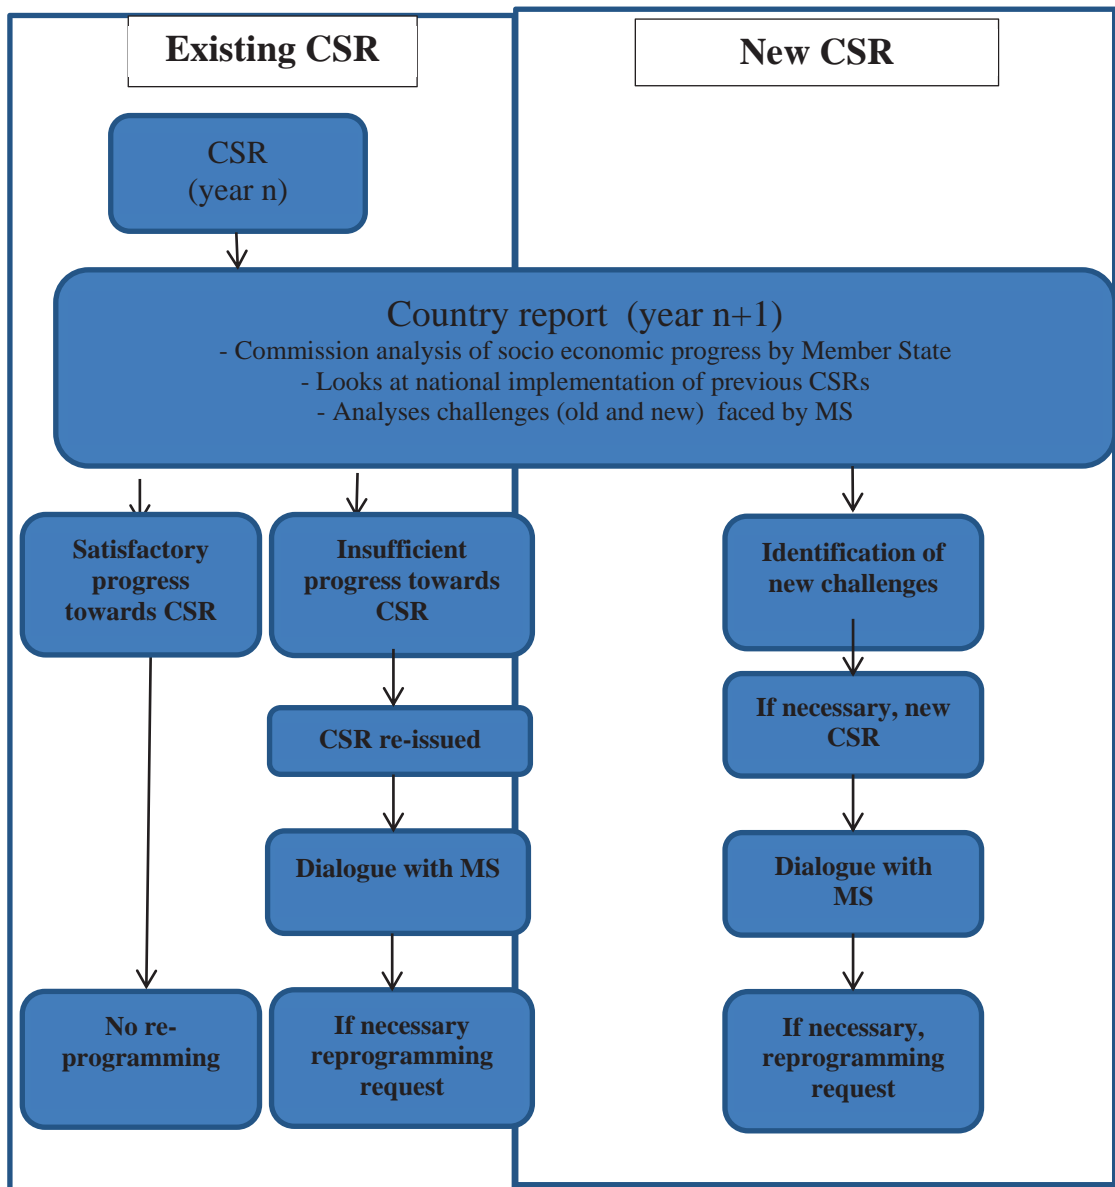 Existing CSR
New CSR
CSR
(year n)
Country report (year n+1)
- Commission analysis of socio economic progress by Member State
- Looks at national implementation of previous CSRs
- Analyses challenges (old and new) faced by MS
Satisfactory
progress
towards CSR
Insufficient
progress towards
CSR
Identification of
new challenges
CSR re-issued
If necessary, new
CSR
Dialogue with MS
Dialogue with
MS
No re-
programming
If necessary
reprogramming
request
If necessary,
reprogramming
request